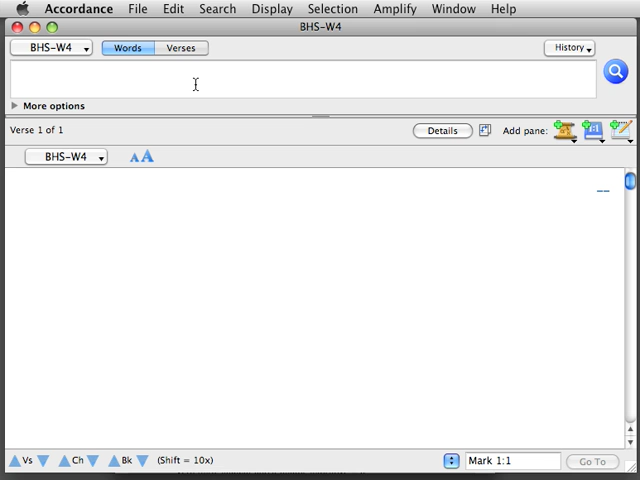 Accordance File Edit Search Display Selection Amplify Window Help
BHS-W4
BHS-W4 Words Verses History
More options
Verse 1 of 1 Details Add pane:
BHS-W4 A A
Vs Ch Bk (Shift = 10x) Mark 1:1 Go To